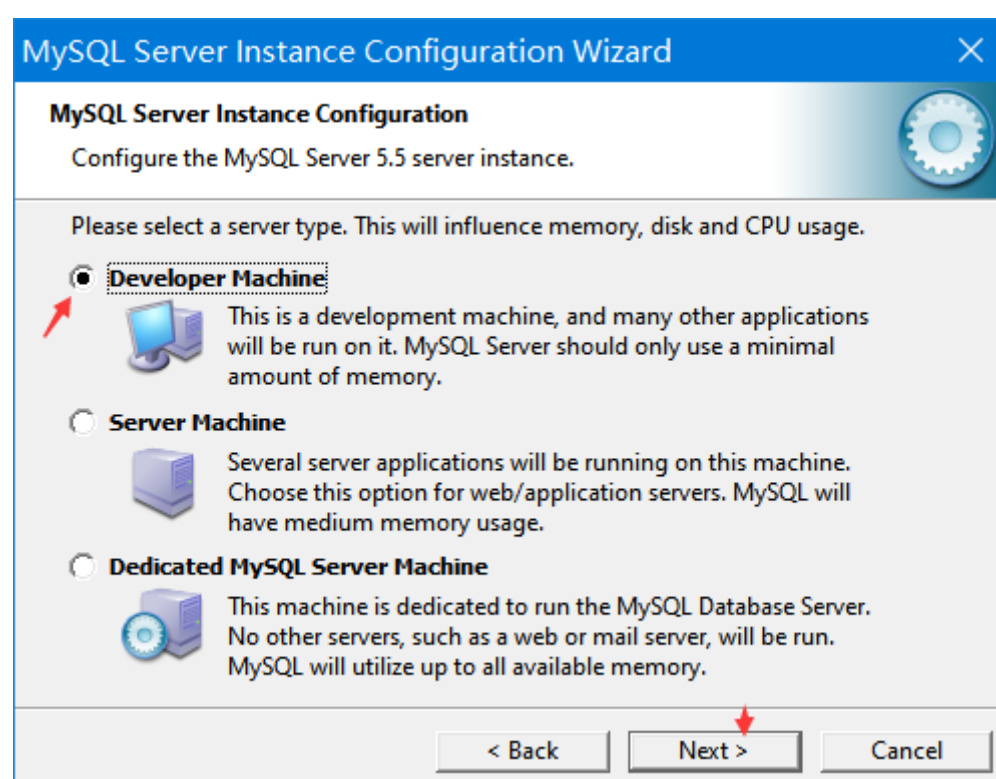 MySQL Server Instance Configuration Wizard
MySQL Server Instance Configuration
Configure the MySQL Server 5.5 server instance.
Please select a server type. This will influence memory, disk and CPU usage.
Developer Machine
This is a development machine, and many other applications
will be run on it. MySQL Server should only use a minimal
amount of memory.
Server Machine
Several server applications will be running on this machine.
Choose this option for web/application servers. MySQL will
have medium memory usage.
Dedicated MySQL Server Machine
This machine is dedicated to run the MySQL Database Server.
No other servers, such as a web or mail server, will be run.
MySQL will utilize up to all available memory.
< Back Next > Cancel